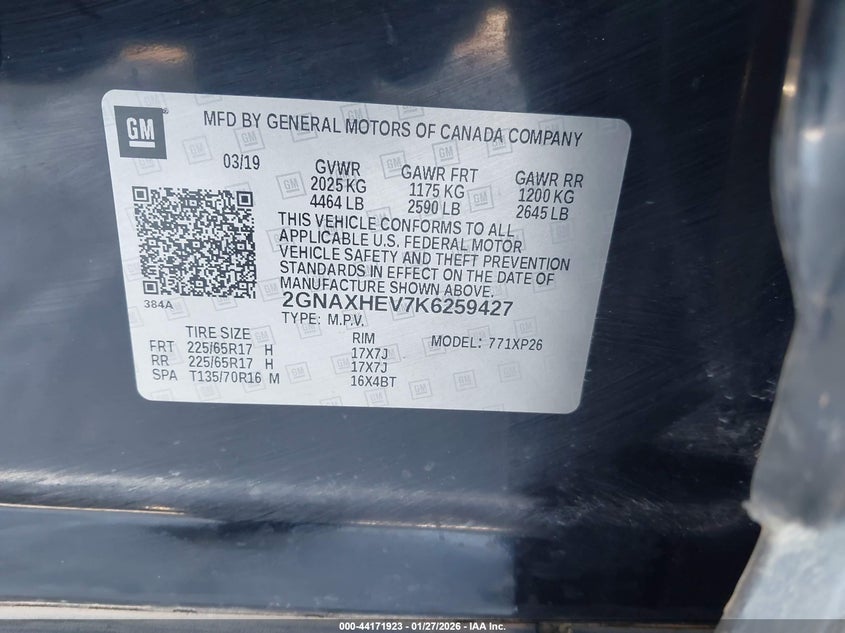 GM
MFD BY GENERAL MOTORS OF CANADA COMPANY
03/19 GVWR GAWR FRT GAWR RR
2025 KG 1175 KG 1200 KG
4464 LB 2590 LB 2645 LB
THIS VEHICLE CONFORMS TO ALL
APPLICABLE U.S. FEDERAL MOTOR
VEHICLE SAFETY AND THEFT PREVENTION
STANDARDS IN EFFECT ON THE DATE OF
MANUFACTURE SHOWN ABOVE.
384A
2GNAXHEV7K6259427
TYPE: M.P.V.
TIRE SIZE RIM MODEL: 771XP26
FRT 225/65R17 H 17X7J
RR 225/65R17 H 17X7J
SPA T135/70R16 M 16X4BT
000-44171923 - 01/27/2026 - IAA Inc.